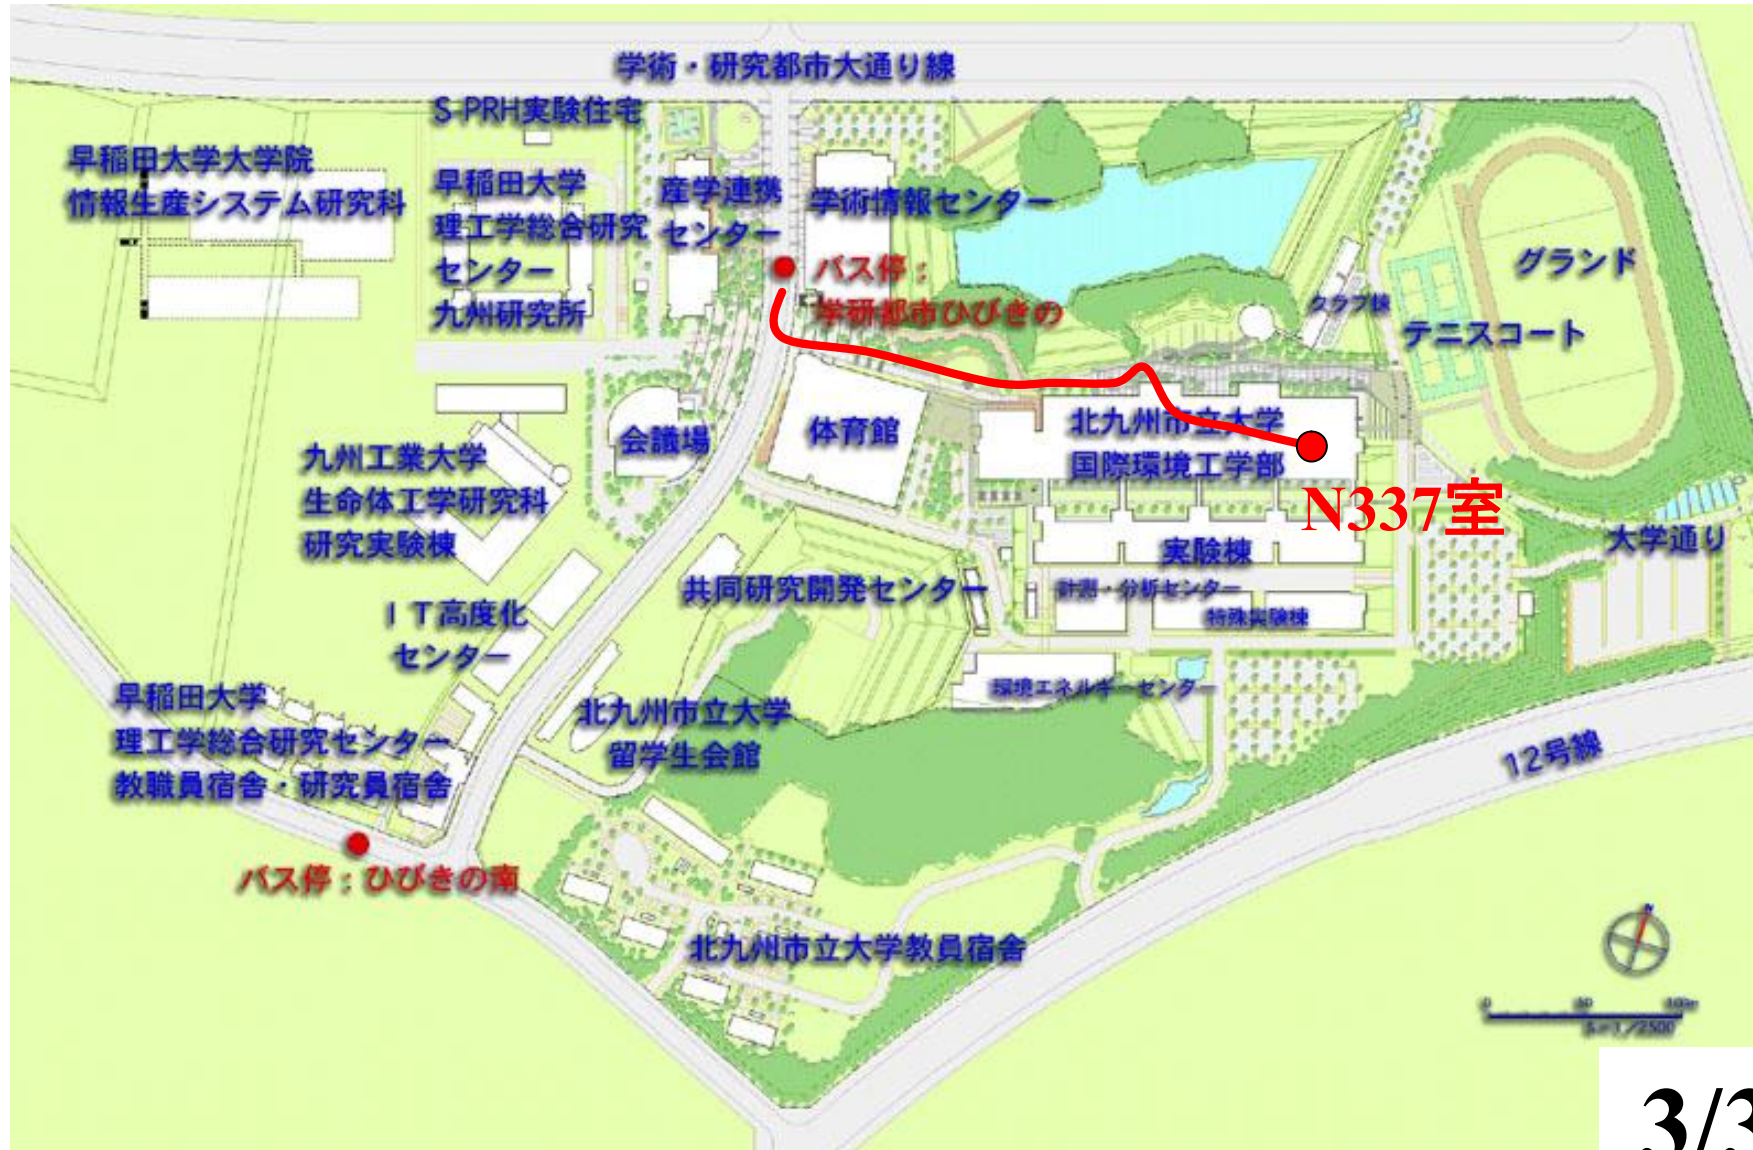 学術・研究都市大通り線
S-PRH実験住宅
早稲田大学大学院
情報生産システム研究科
早稲田大学
理工学総合研究
センター
九州研究所
産学連携
センター
学術情報センター
バス停：
学研都市ひびきの
クラブ棟
グランド
テニスコート
会議場
体育館
北九州市立大学
国際環境工学部
N337室
九州工業大学
生命体工学研究科
研究実験棟
実験棟
大学通り
共同研究開発センター
計測・分析センター
特殊実験棟
IT高度化
センター
環境エネルギーセンター
早稲田大学
理工学総合研究センター
教職員宿舎・研究員宿舎
北九州市立大学
留学生会館
12号線
バス停：ひびきの南
北九州市立大学教員宿舎
N
0 50 100m
S=1/2500
3/3